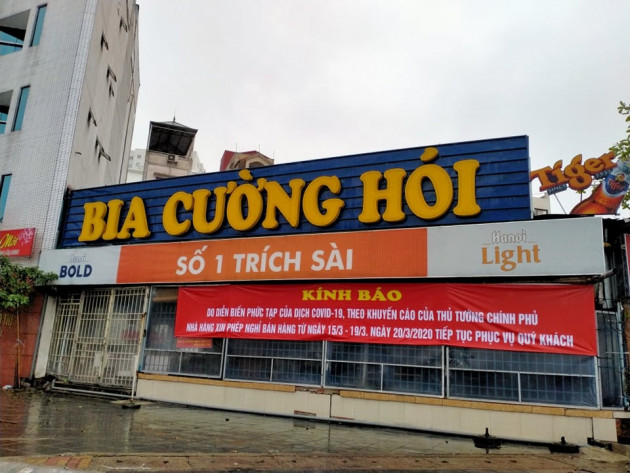 BIA CƯỜNG HÓI
Tiger
Hanoi
BOLD
SỐ 1 TRÍCH SÀI
Hanoi
Light
KÍNH BÁO
DO DIỄN BIẾN PHỨC TẠP CỦA DỊCH COVID-19, THEO KHUYẾN CÁO CỦA THỦ TƯỚNG CHÍNH PHỦ
NHÀ HÀNG XIN PHÉP NGHỈ BÁN HÀNG TỪ NGÀY 15/3 - 19/3. NGÀY 20/3/2020 TIẾP TỤC PHỤC VỤ QUÝ KHÁCH